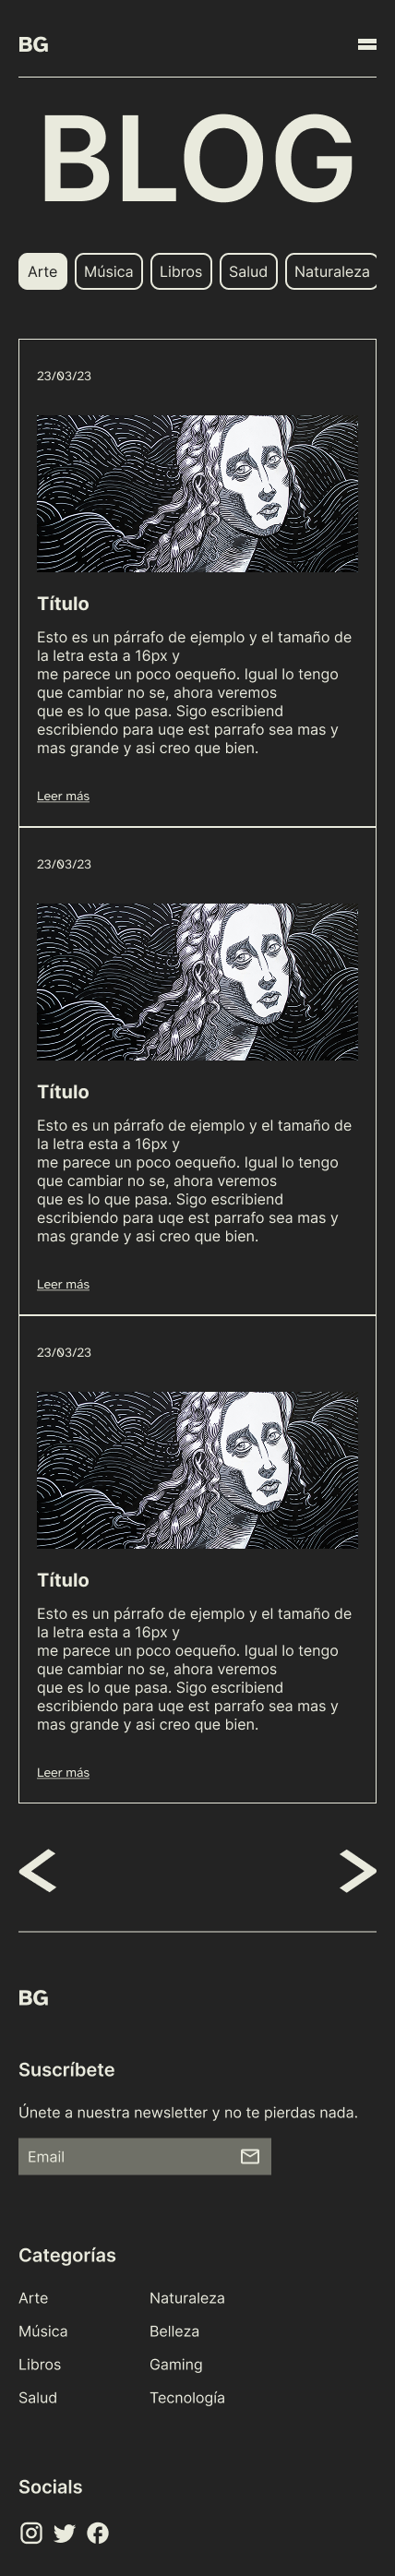 BG
BLOG
Arte Música Libros Salud Naturaleza
23/03/23
Título
Esto es un párrafo de ejemplo y el tamaño de
la letra esta a 16px y
me parece un poco oequeño. Igual lo tengo
que cambiar no se, ahora veremos
que es lo que pasa. Sigo escribiend
escribiendo para uqe est parrafo sea mas y
mas grande y asi creo que bien.
Leer más
23/03/23
Título
Esto es un párrafo de ejemplo y el tamaño de
la letra esta a 16px y
me parece un poco oequeño. Igual lo tengo
que cambiar no se, ahora veremos
que es lo que pasa. Sigo escribiend
escribiendo para uqe est parrafo sea mas y
mas grande y asi creo que bien.
Leer más
23/03/23
Título
Esto es un párrafo de ejemplo y el tamaño de
la letra esta a 16px y
me parece un poco oequeño. Igual lo tengo
que cambiar no se, ahora veremos
que es lo que pasa. Sigo escribiend
escribiendo para uqe est parrafo sea mas y
mas grande y asi creo que bien.
Leer más
BG
Suscríbete
Únete a nuestra newsletter y no te pierdas nada.
Email
Categorías
Arte Naturaleza
Música Belleza
Libros Gaming
Salud Tecnología
Socials